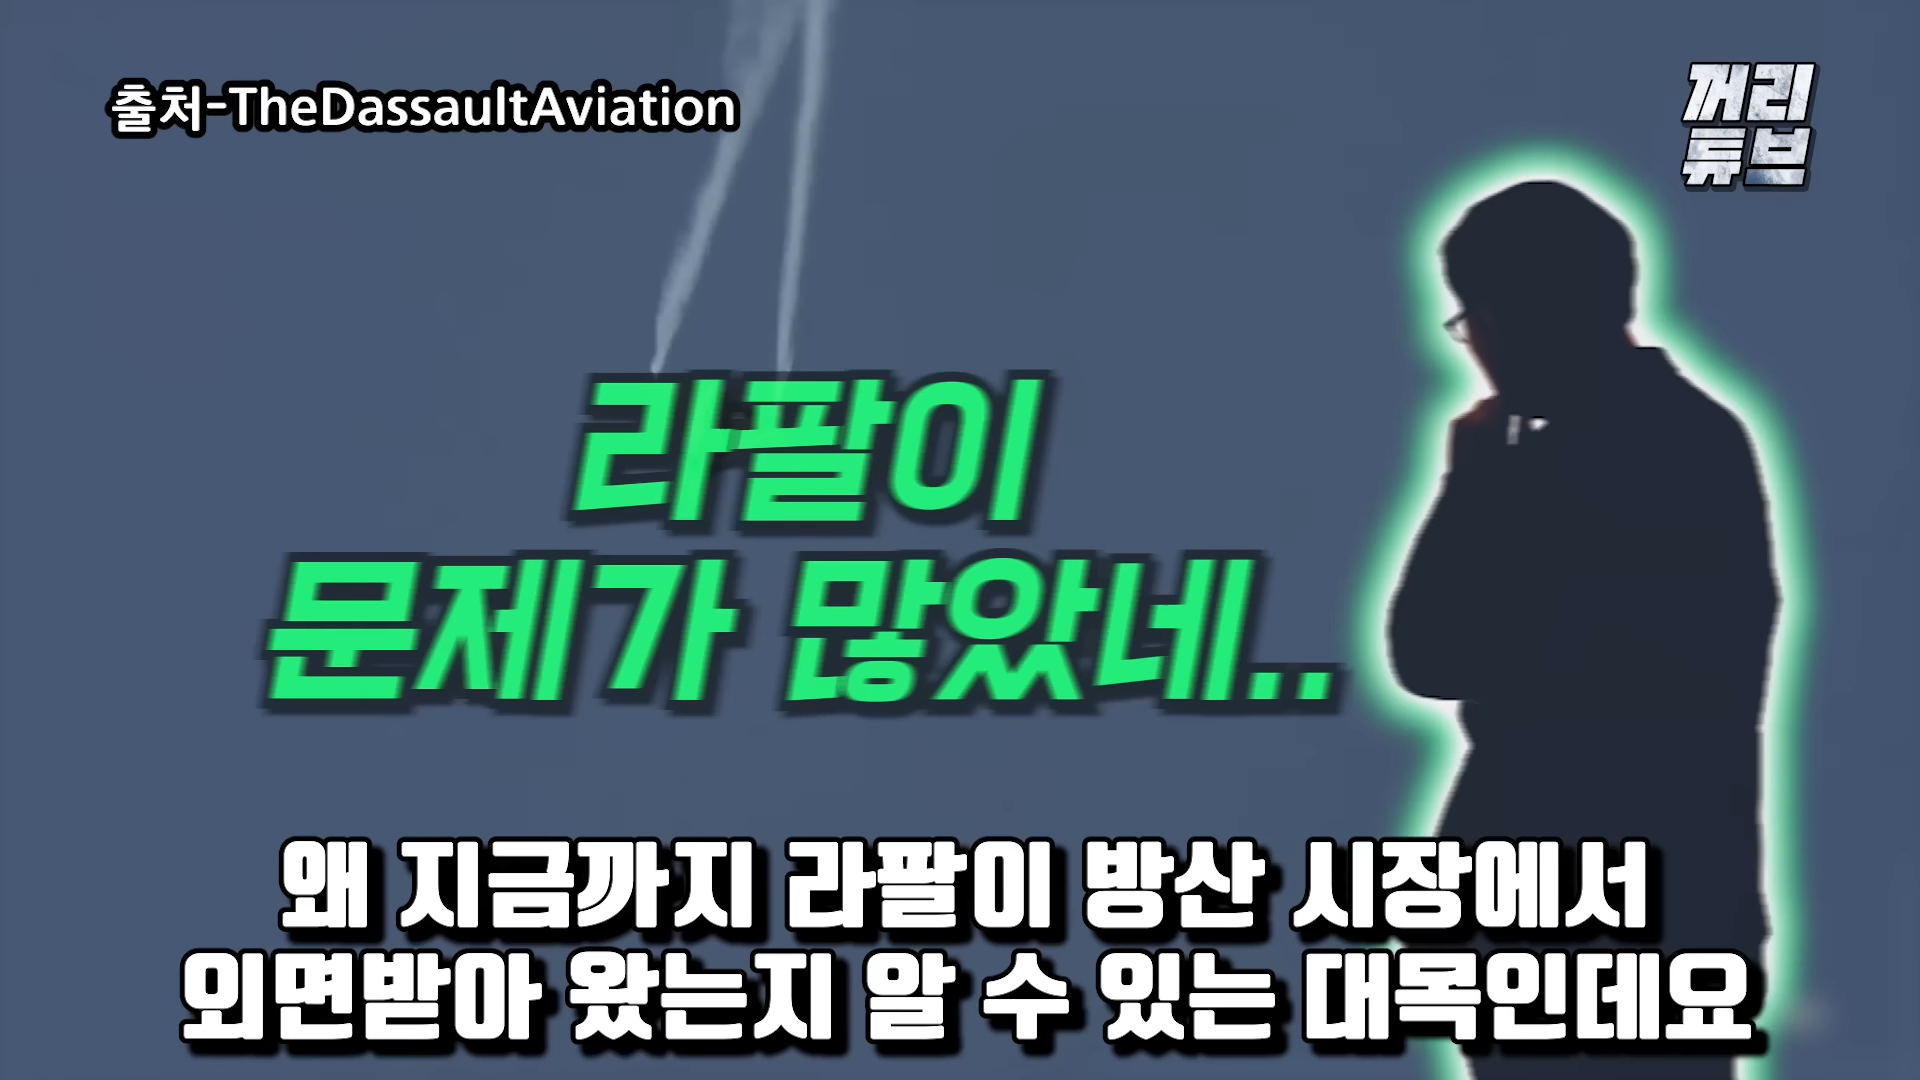 출처-TheDassaultAviation
꺼리
튜브
라팔이
문제가 많았네..
왜 지금까지 라팔이 방산 시장에서
외면받아 왔는지 알 수 있는 대목인데요